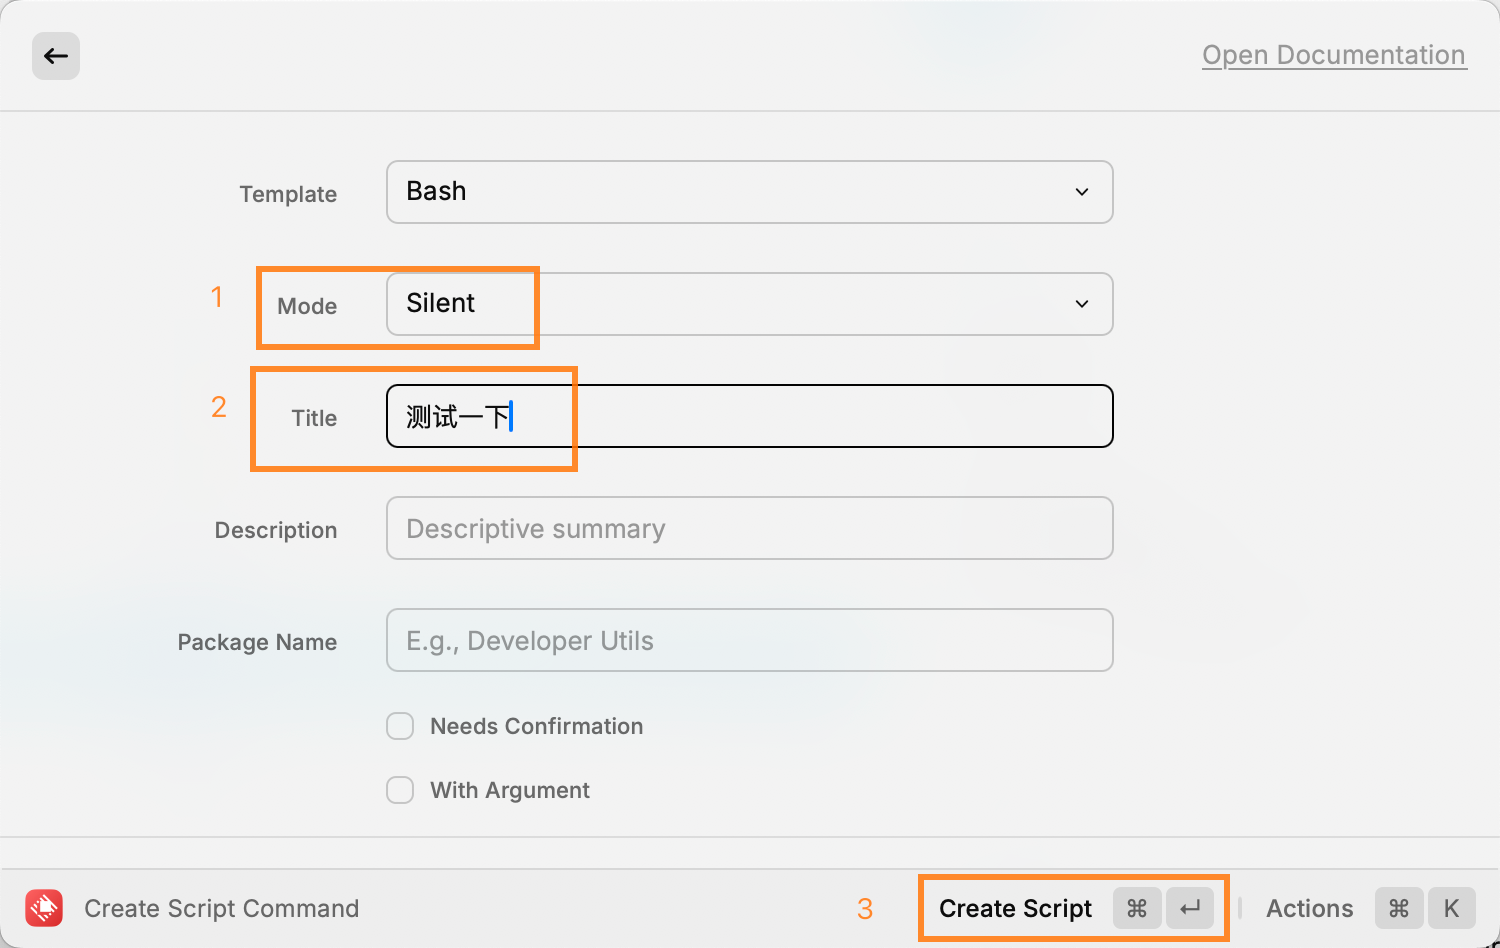 Open Documentation
Template Bash
1 Mode Silent
2 Title 测试一下
Description Descriptive summary
Package Name E.g., Developer Utils
Needs Confirmation
With Argument
Create Script Command 3 Create Script ⌘ ↵ Actions ⌘ K